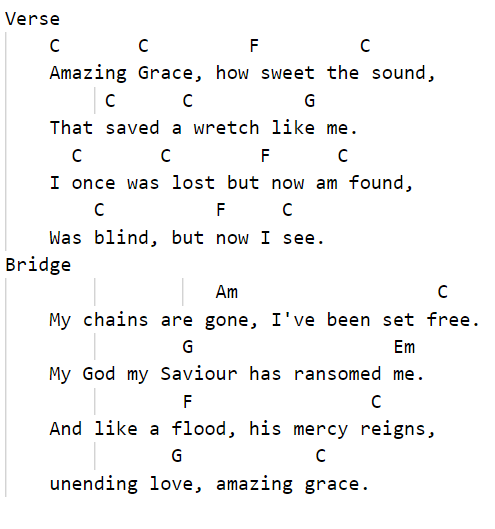 Verse
    C       C         F         C
    Amazing Grace, how sweet the sound,
         C      C          G
    That saved a wretch like me.
      C       C        F      C
    I once was lost but now am found,
        C          F     C
    Was blind, but now I see.
Bridge
                   Am                  C
    My chains are gone, I've been set free.
                G                  Em
    My God my Saviour has ransomed me.
                F                C
    And like a flood, his mercy reigns,
               G            C
    unending love, amazing grace.